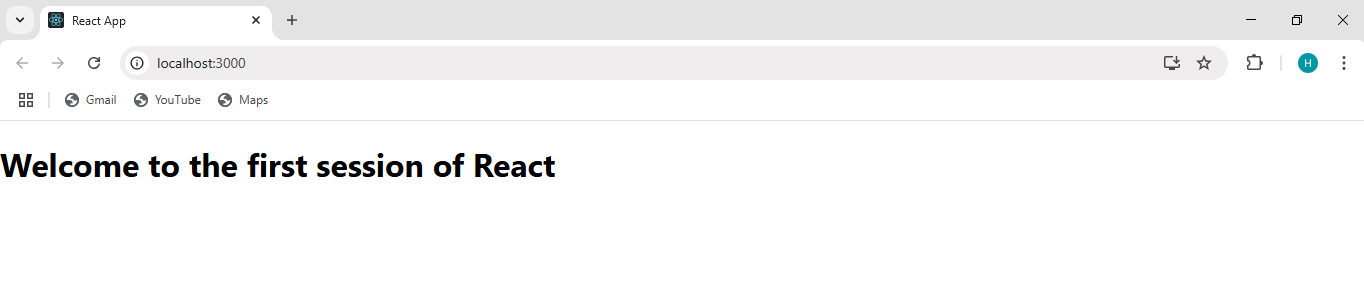 React App
localhost:3000
H
Gmail YouTube Maps
Welcome to the first session of React